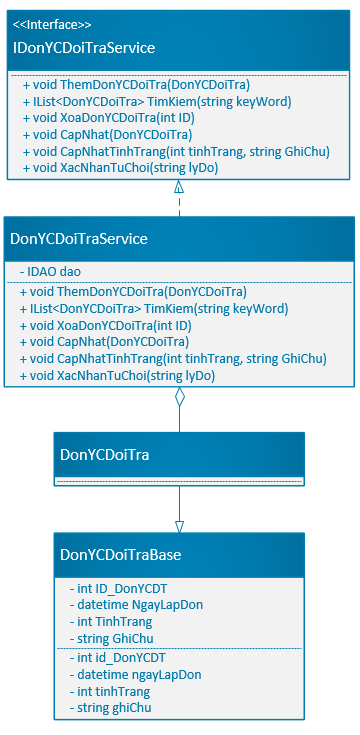 <<Interface>>
IDonYCDoiTraService
+ void ThemDonYCDoiTra(DonYCDoiTra)
+ IList<DonYCDoiTra> TimKiem(string keyWord)
+ void XoaDonYCDoiTra(int ID)
+ void CapNhat(DonYCDoiTra)
+ void CapNhatTinhTrang(int tinhTrang, string GhiChu)
+ void XacNhanTuChoi(string lyDo)
DonYCDoiTraService
- IDAO dao
+ void ThemDonYCDoiTra(DonYCDoiTra)
+ IList<DonYCDoiTra> TimKiem(string keyWord)
+ void XoaDonYCDoiTra(int ID)
+ void CapNhat(DonYCDoiTra)
+ void CapNhatTinhTrang(int tinhTrang, string GhiChu)
+ void XacNhanTuChoi(string lyDo)
DonYCDoiTra
DonYCDoiTraBase
- int ID_DonYCDT
- datetime NgayLapDon
- int TinhTrang
- string GhiChu
- int id_DonYCDT
- datetime ngayLapDon
- int tinhTrang
- string ghiChu